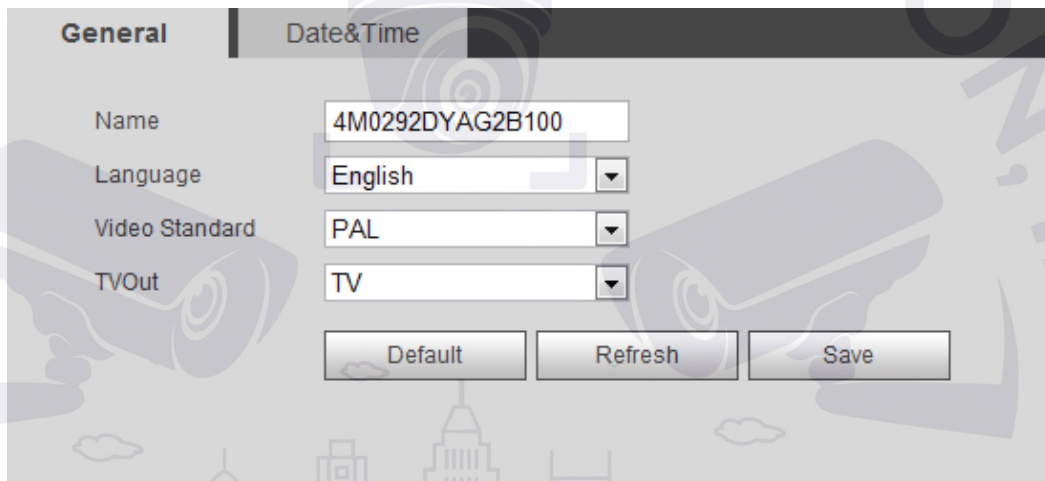 General Date&Time
Name 4M0292DYAG2B100
Language English
Video Standard PAL
TVOut TV
Default Refresh Save